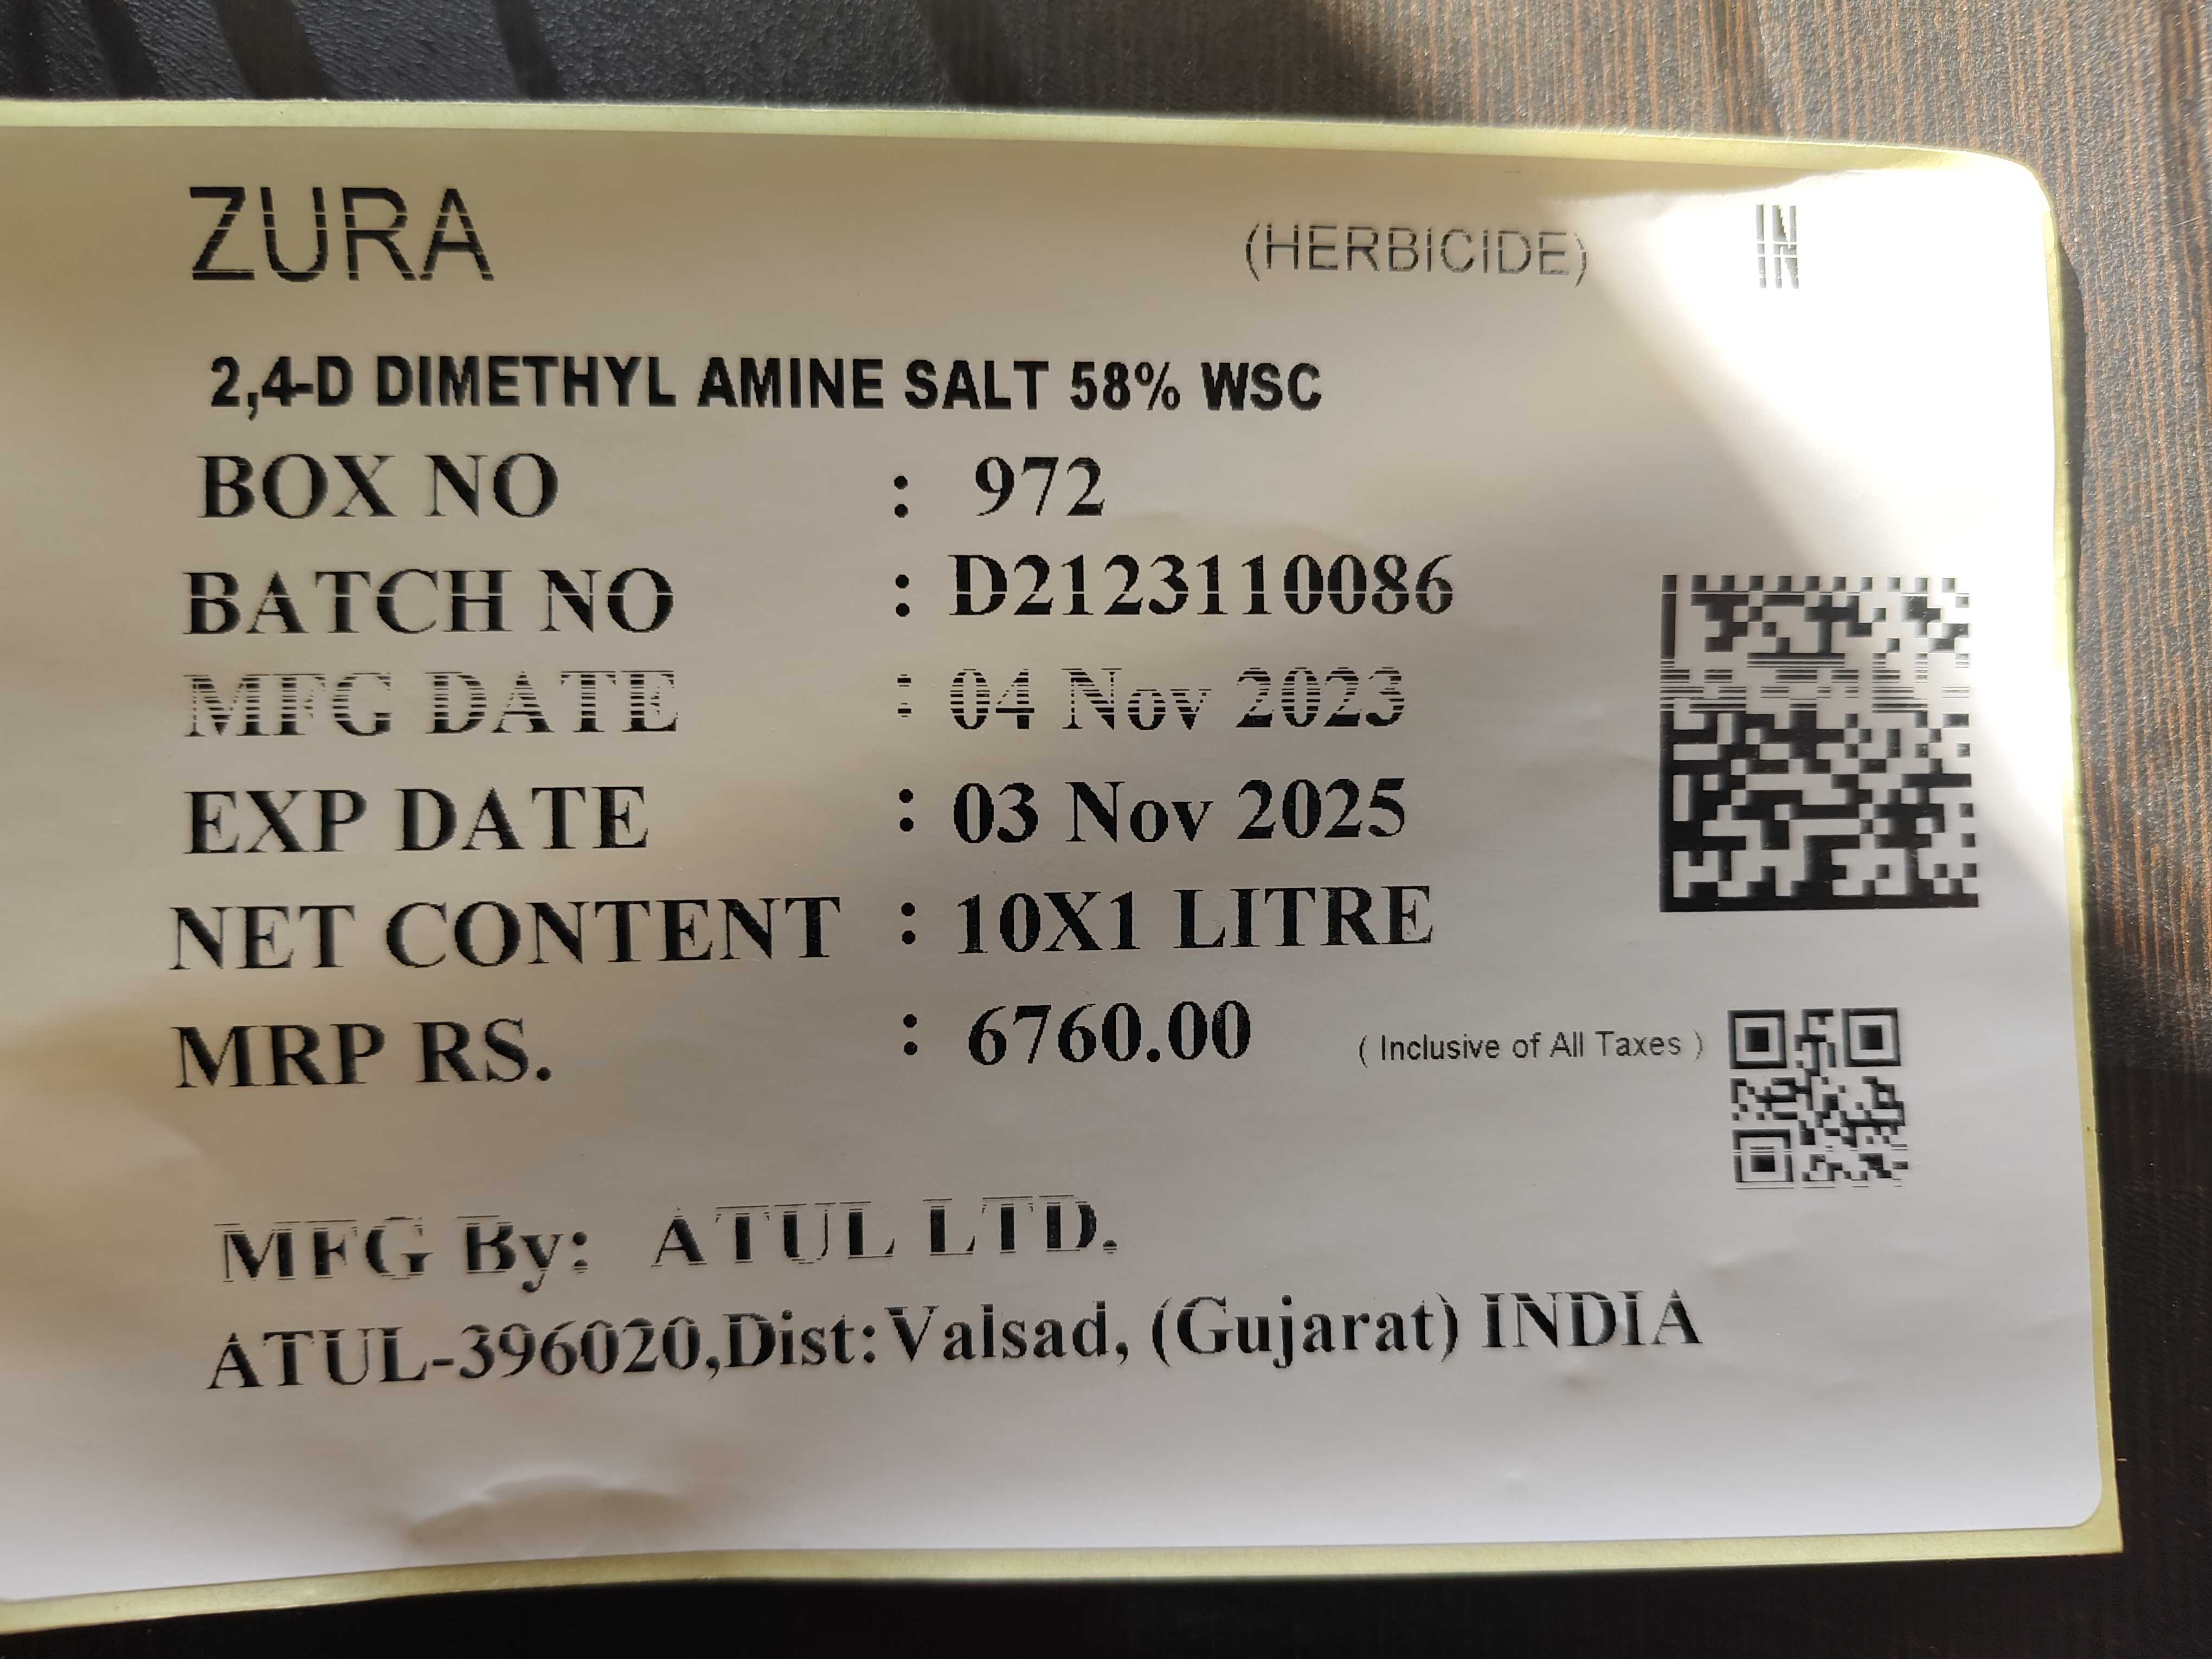 ZURA (HERBICIDE) IN
2,4-D DIMETHYL AMINE SALT 58% WSC
BOX NO : 972
BATCH NO : D2123110086
MFG DATE : 04 Nov 2023
EXP DATE : 03 Nov 2025
NET CONTENT : 10X1 LITRE
MRP RS. : 6760.00 ( Inclusive of All Taxes )
MFG By: ATUL LTD.
ATUL-396020,Dist:Valsad, (Gujarat) INDIA